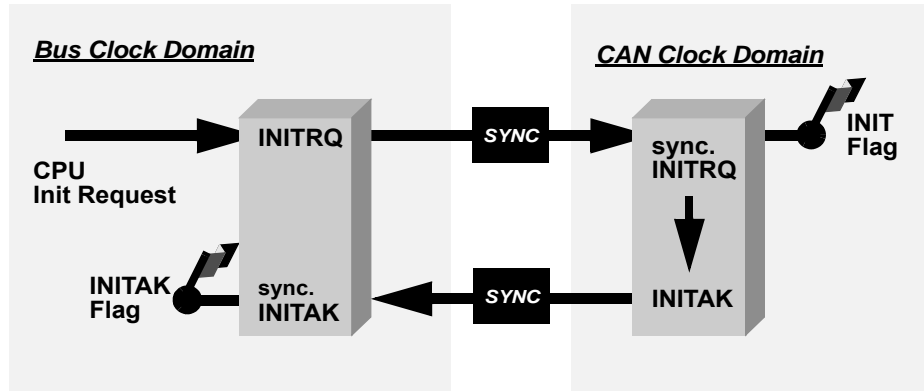 Bus Clock Domain
CAN Clock Domain
INITRQ
SYNC
sync.
INITRQ
INIT
Flag
CPU
Init Request
INITAK
Flag
sync.
INITAK
SYNC
INITAK